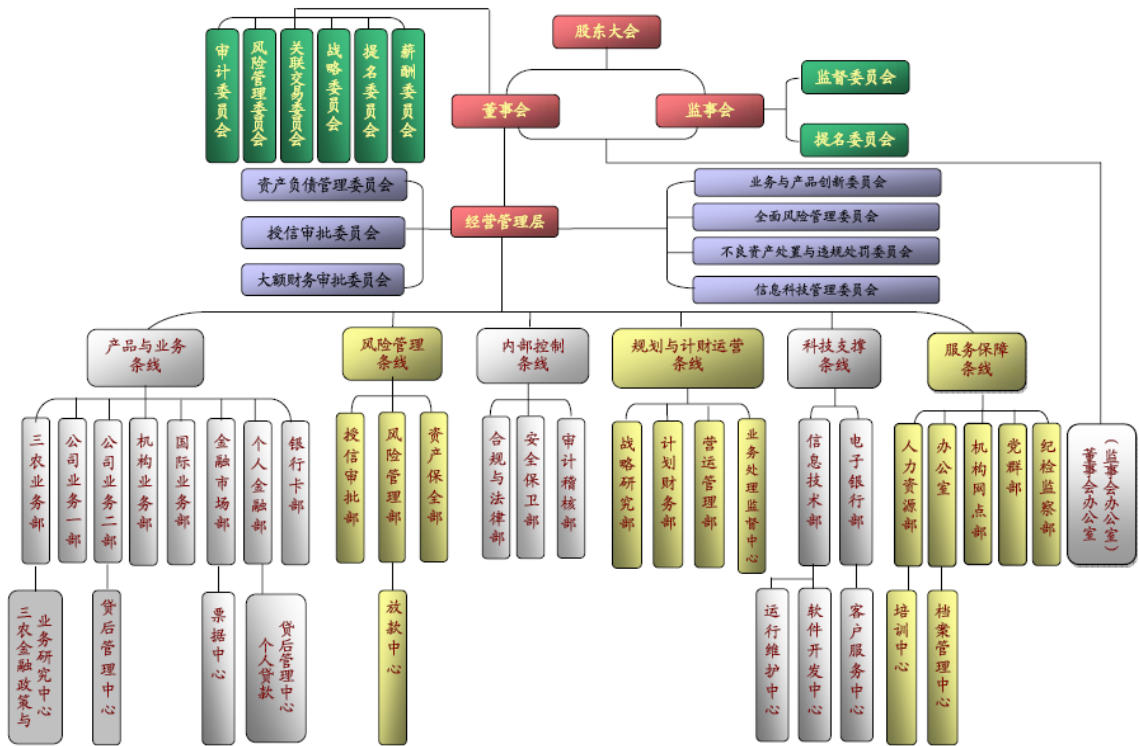 股东大会
董事会
监事会
审计委员会
风险管理委员会
关联交易委员会
战略委员会
提名委员会
薪酬委员会
监督委员会
提名委员会
资产负债管理委员会
授信审批委员会
大额财务审批委员会
经营管理层
业务与产品创新委员会
全面风险管理委员会
不良资产处置与违规处罚委员会
信息科技管理委员会
产品与业务
条线
风险管理
条线
内部控制
条线
规划与计财运营
条线
科技支撑
条线
服务保障
条线
三农业务部
公司业务一部
公司业务二部
机构业务部
国际业务部
金融市场部
个人金融部
银行卡部
授信审批部
风险管理部
资产保全部
合规与法律部
安全保卫部
审计稽核部
战略研究部
计划财务部
营运管理部
业务处理监督中心
信息技术部
电子银行部
人力资源部
办公室
机构网点部
党群部
纪检监察部
董事会办公室
(监事会办公室)
三农金融政策与
业务研究中心
贷后管理中心
票据中心
个人贷款
贷后管理中心
放款中心
运行维护中心
软件开发中心
客户服务中心
培训中心
档案管理中心